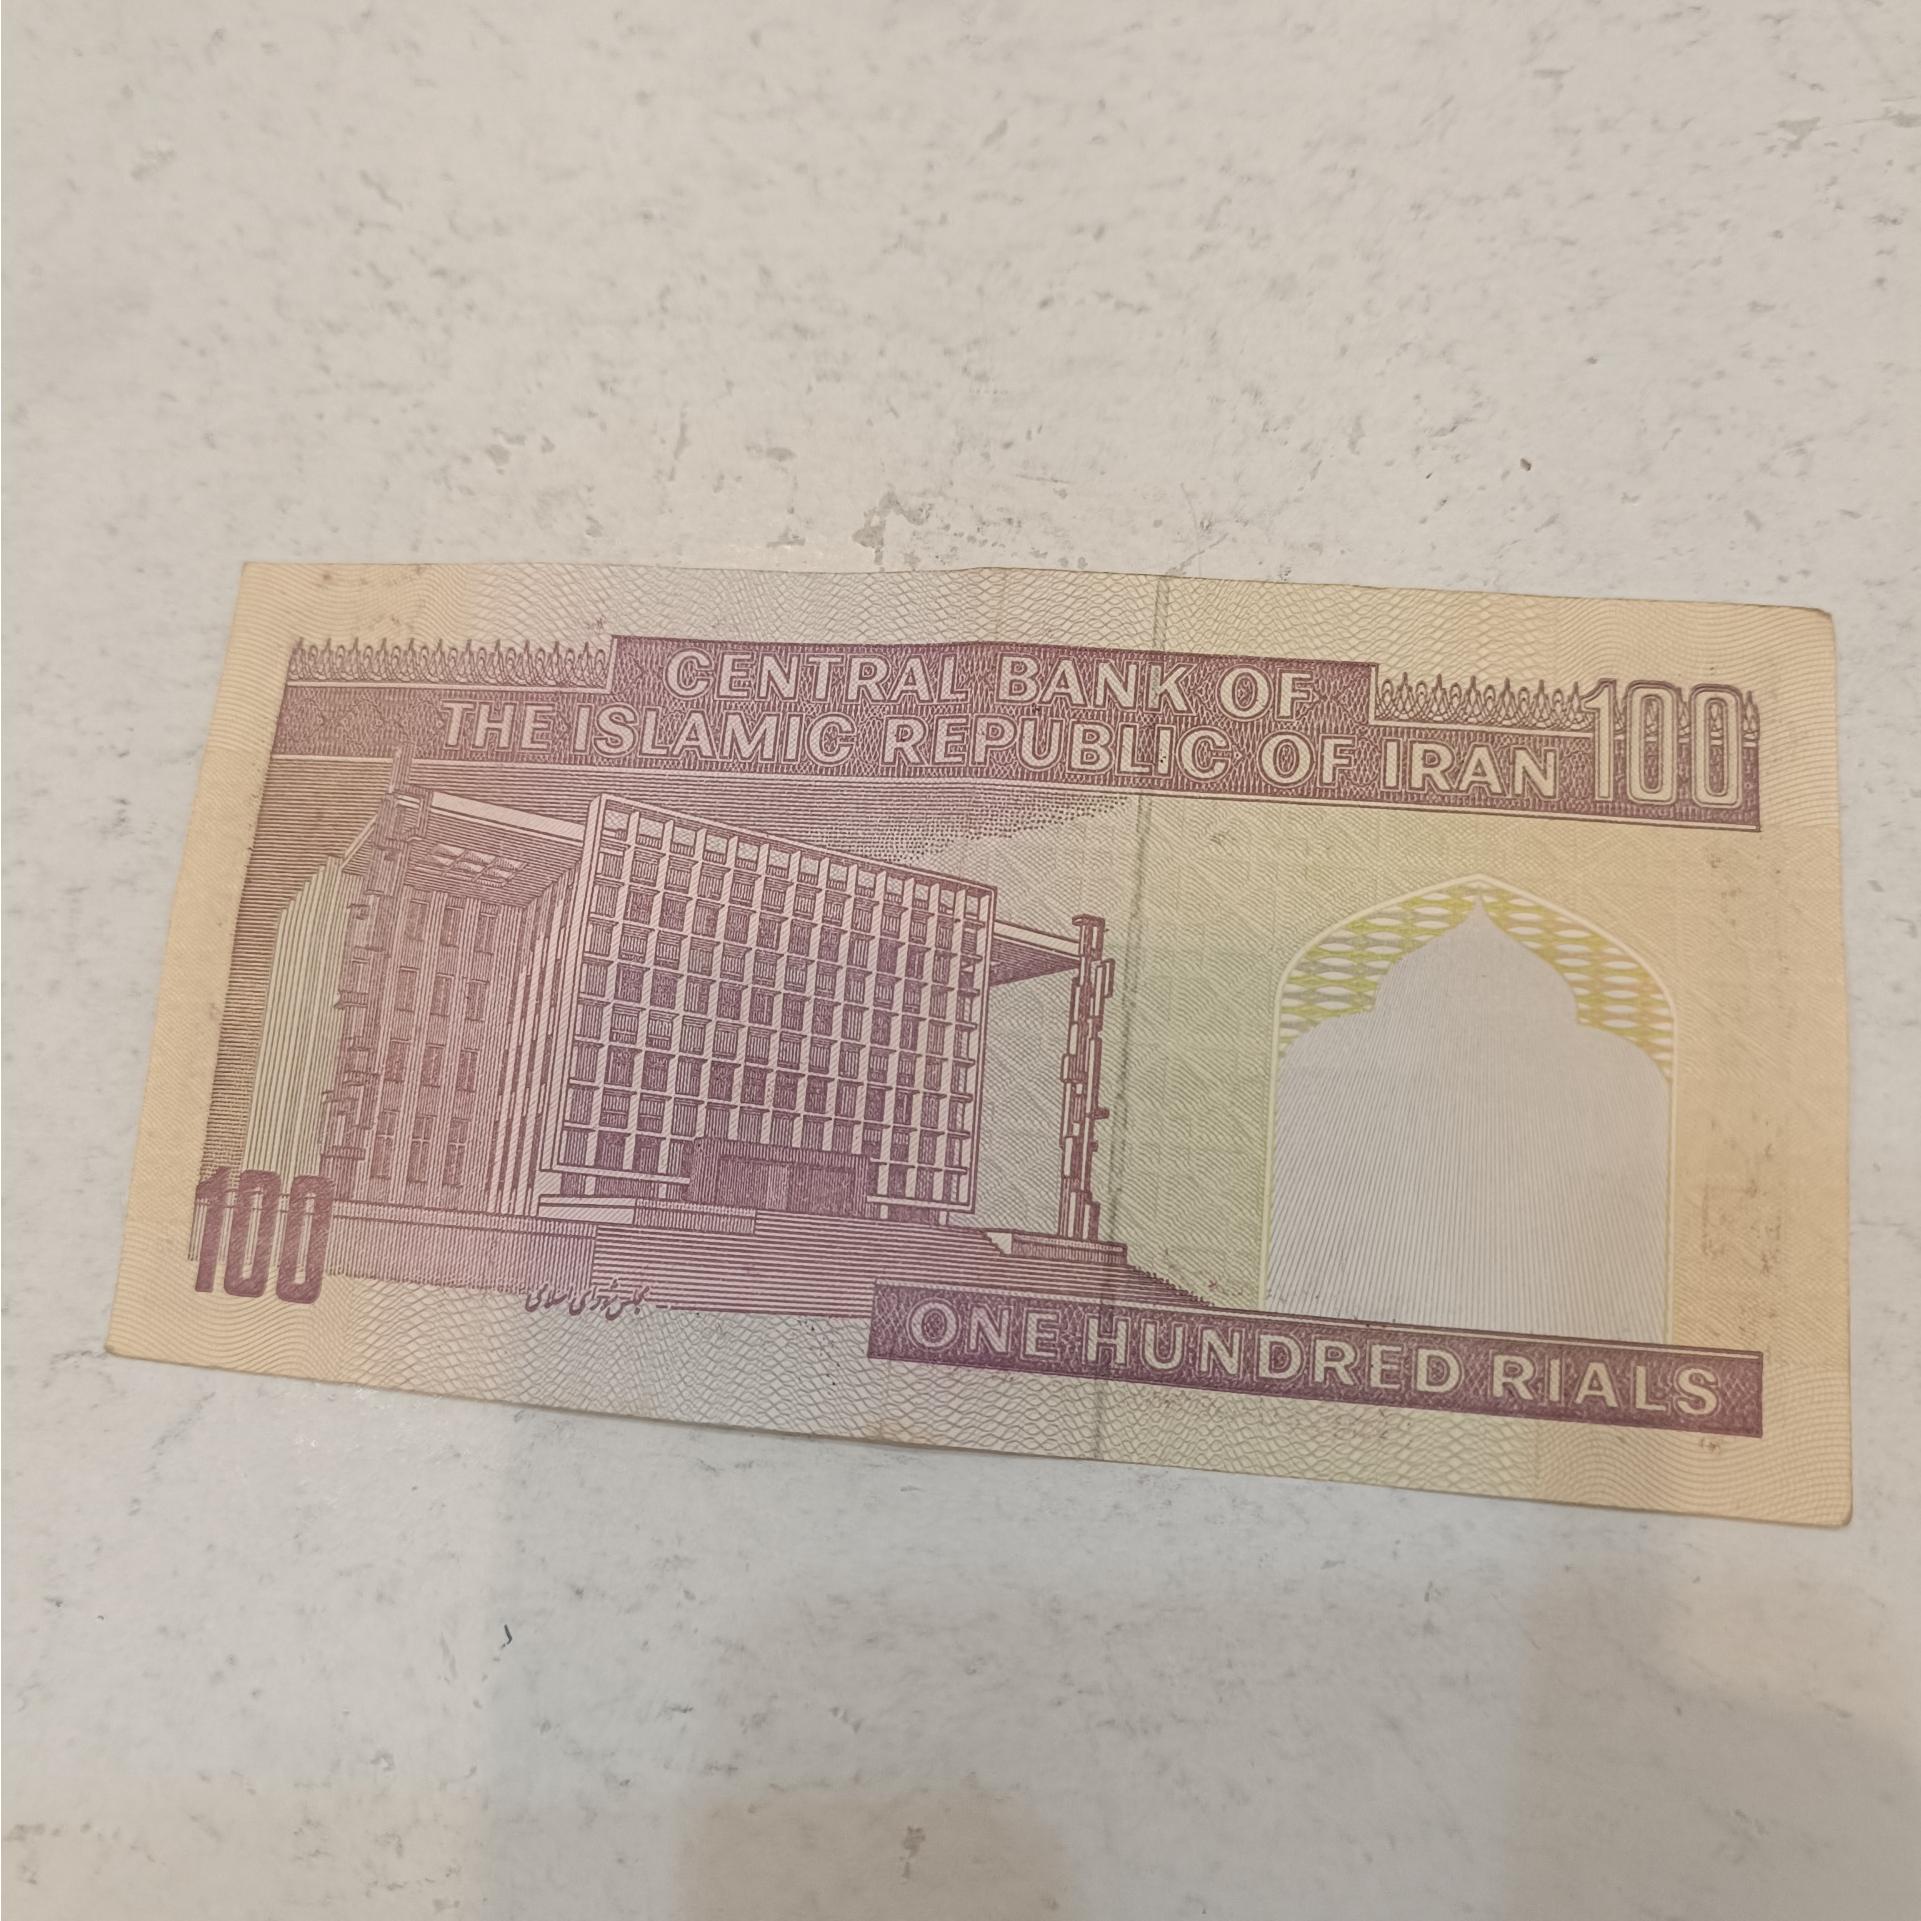 CENTRAL BANK OF
THE ISLAMIC REPUBLIC OF IRAN
100
100
مجلس شورای اسلامی
ONE HUNDRED RIALS